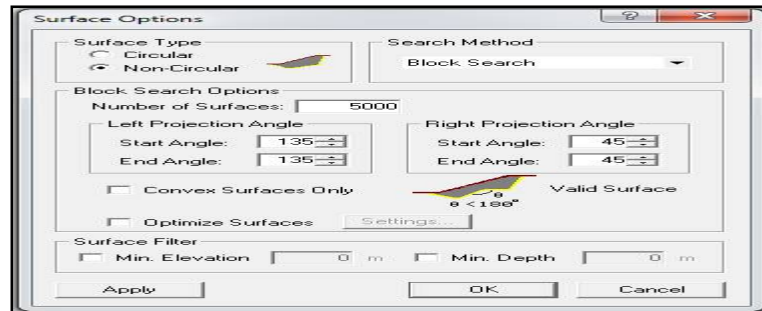 Surface Options
Surface Type
Circular
Non-Circular
Search Method
Block Search
Block Search Options
Number of Surfaces: 5000
Left Projection Angle
Start Angle: 135
End Angle: 135
Right Projection Angle
Start Angle: 45
End Angle: 45
Convex Surfaces Only
θ
θ < 180°
Valid Surface
Optimize Surfaces
Settings...
Surface Filter
Min. Elevation 0 m
Min. Depth 0 m
Apply
OK
Cancel